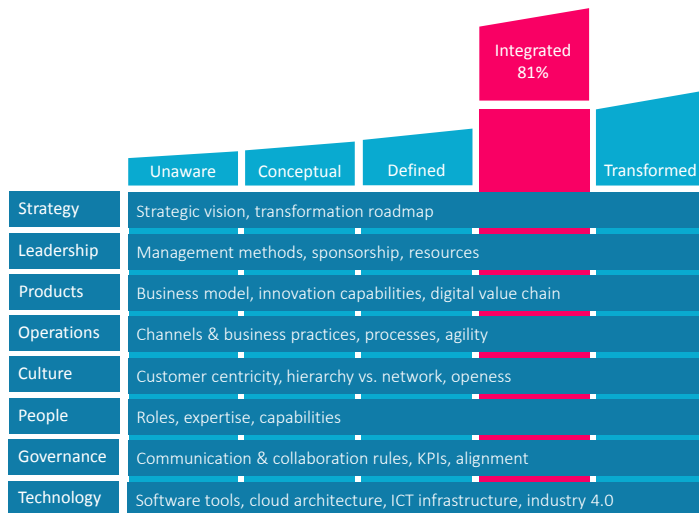 Integrated
81%
Unaware
Conceptual
Defined
Transformed
Strategy
Strategic vision, transformation roadmap
Leadership
Management methods, sponsorship, resources
Products
Business model, innovation capabilities, digital value chain
Operations
Channels & business practices, processes, agility
Culture
Customer centricity, hierarchy vs. network, openess
People
Roles, expertise, capabilities
Governance
Communication & collaboration rules, KPIs, alignment
Technology
Software tools, cloud architecture, ICT infrastructure, industry 4.0